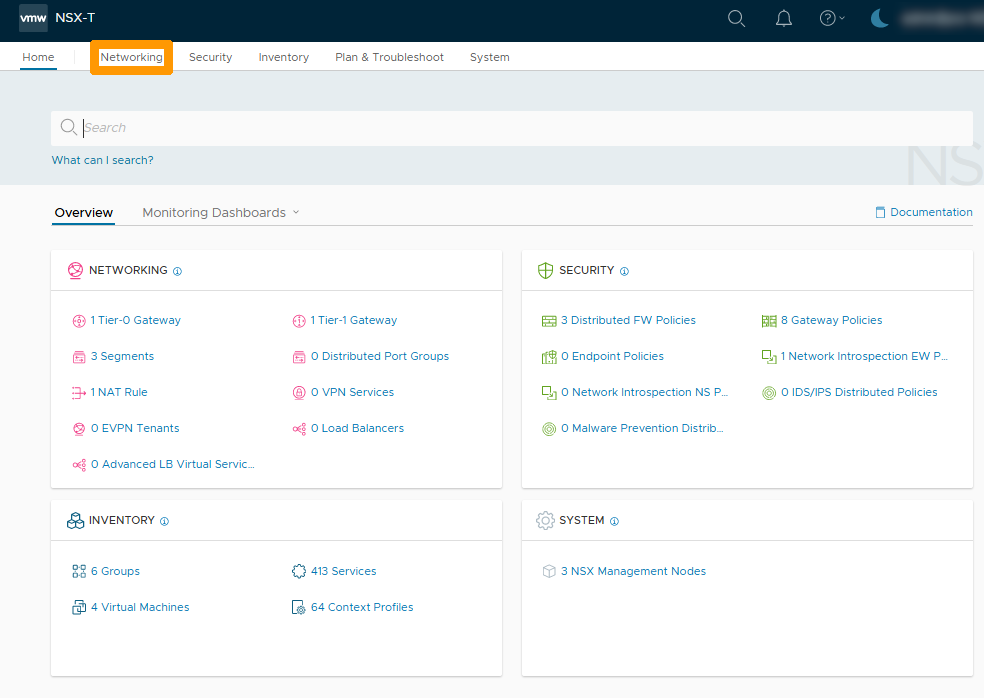 vmw NSX-T
Home Networking Security Inventory Plan & Troubleshoot System
Search
What can I search?
NS
Overview Monitoring Dashboards Documentation
NETWORKING
1 Tier-0 Gateway 1 Tier-1 Gateway
3 Segments 0 Distributed Port Groups
1 NAT Rule 0 VPN Services
0 EVPN Tenants 0 Load Balancers
0 Advanced LB Virtual Servic...
SECURITY
3 Distributed FW Policies 8 Gateway Policies
0 Endpoint Policies 1 Network Introspection EW P...
0 Network Introspection NS P... 0 IDS/IPS Distributed Policies
0 Malware Prevention Distrib...
INVENTORY
6 Groups 413 Services
4 Virtual Machines 64 Context Profiles
SYSTEM
3 NSX Management Nodes